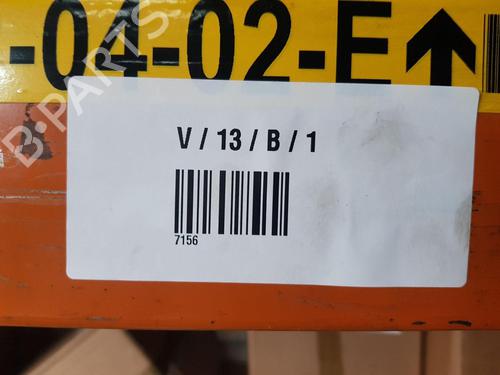 -04-02-E
V / 13 / B / 1
7156
B-PARTS